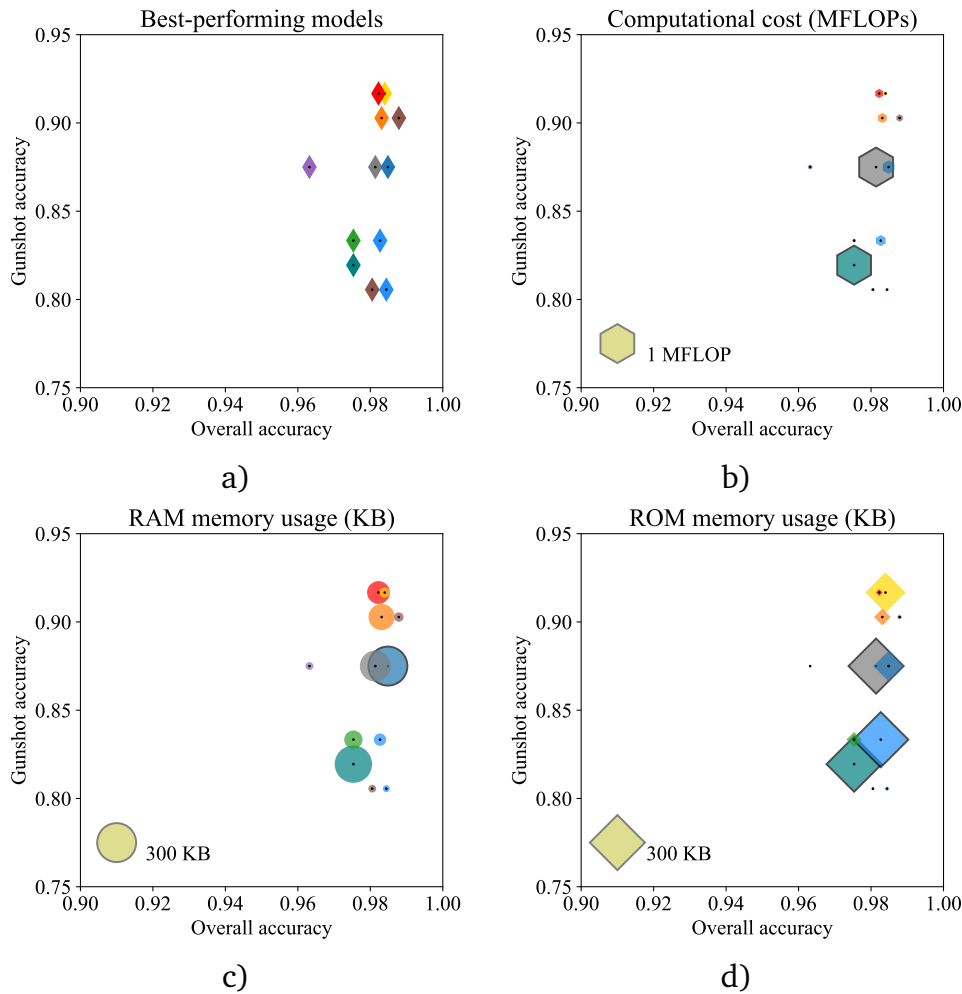 Best-performing models
0.95
0.90
0.85
0.80
0.75
Gunshot accuracy
0.90 0.92 0.94 0.96 0.98 1.00
Overall accuracy
a)
Computational cost (MFLOPs)
0.95
0.90
0.85
0.80
0.75
Gunshot accuracy
1 MFLOP
0.90 0.92 0.94 0.96 0.98 1.00
Overall accuracy
b)
RAM memory usage (KB)
0.95
0.90
0.85
0.80
0.75
Gunshot accuracy
300 KB
0.90 0.92 0.94 0.96 0.98 1.00
Overall accuracy
c)
ROM memory usage (KB)
0.95
0.90
0.85
0.80
0.75
Gunshot accuracy
300 KB
0.90 0.92 0.94 0.96 0.98 1.00
Overall accuracy
d)